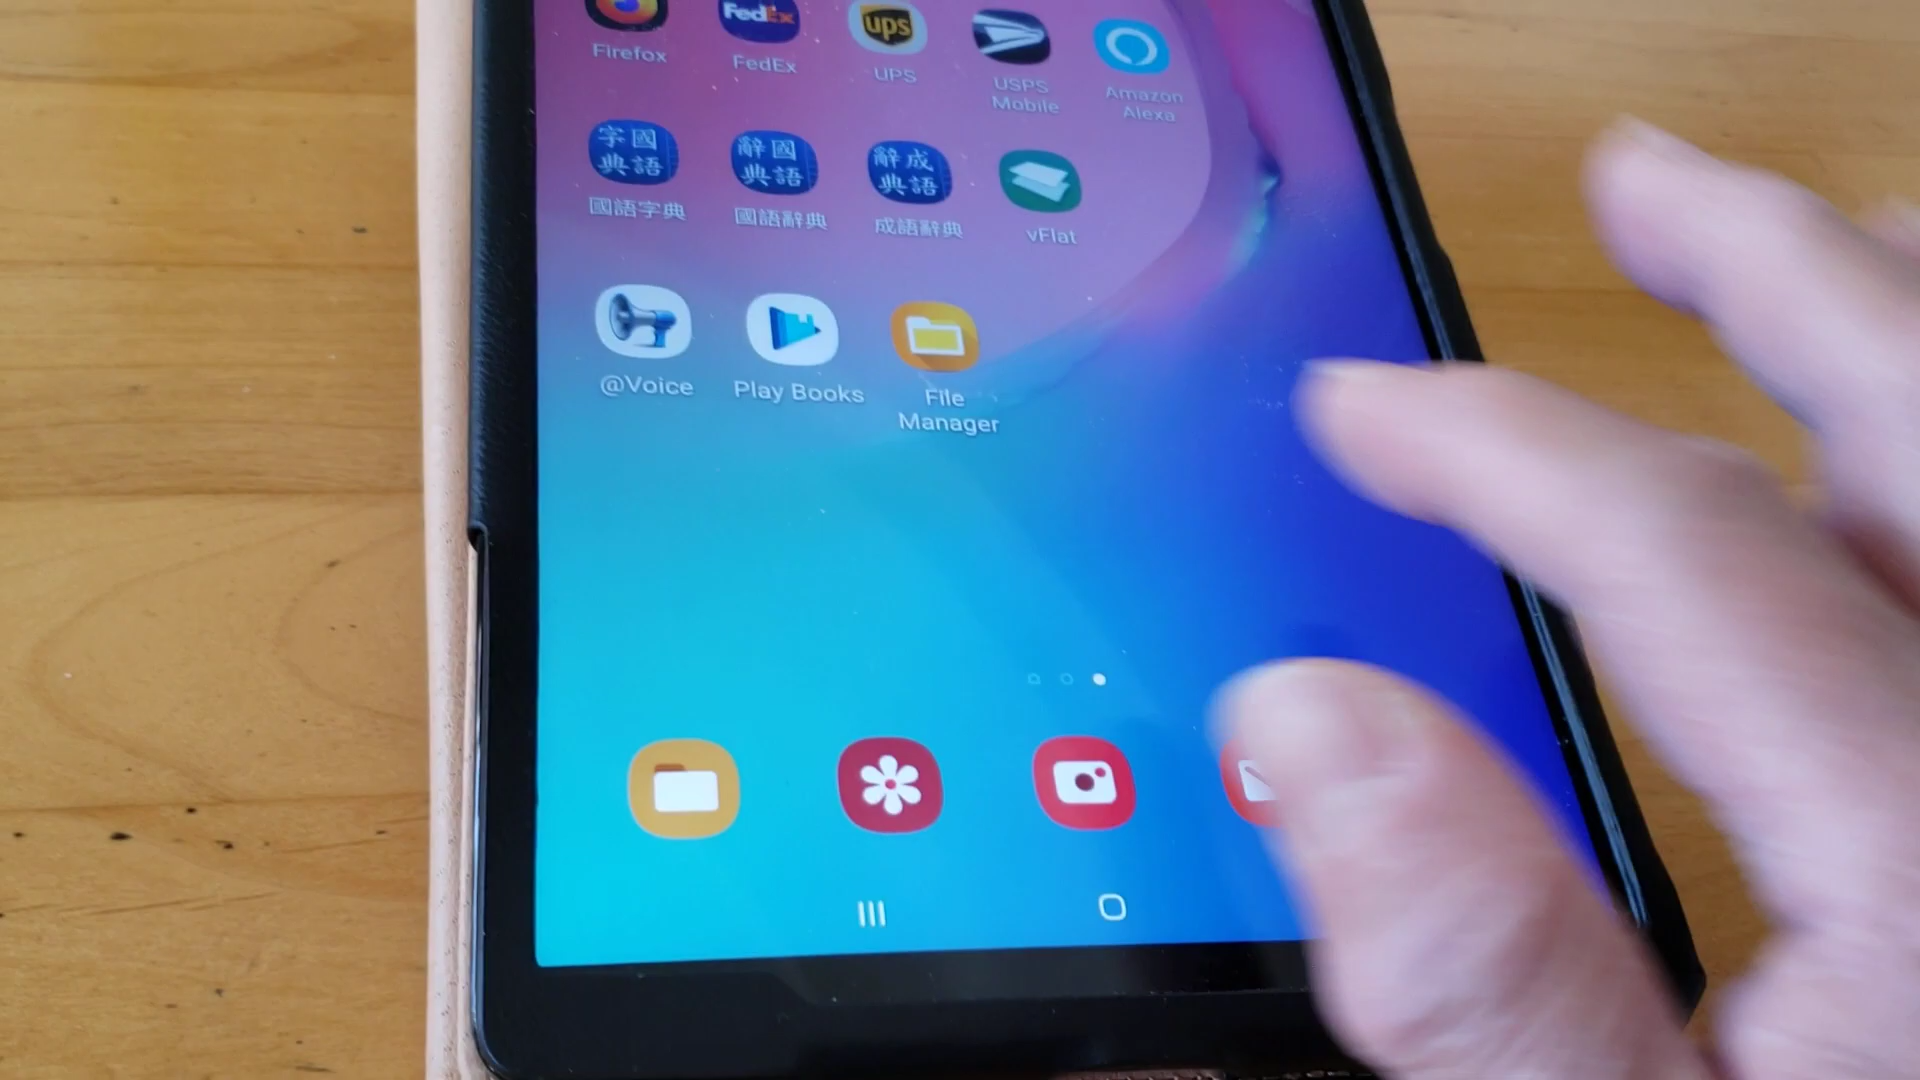 FedEx
ups
Firefox
FedEx
UPS
USPS
Mobile
Amazon
Alexa
字國
典語
辭國
典語
辭成
典語
國語字典
國語辭典
成語辭典
vFlat
@Voice
Play Books
File
Manager